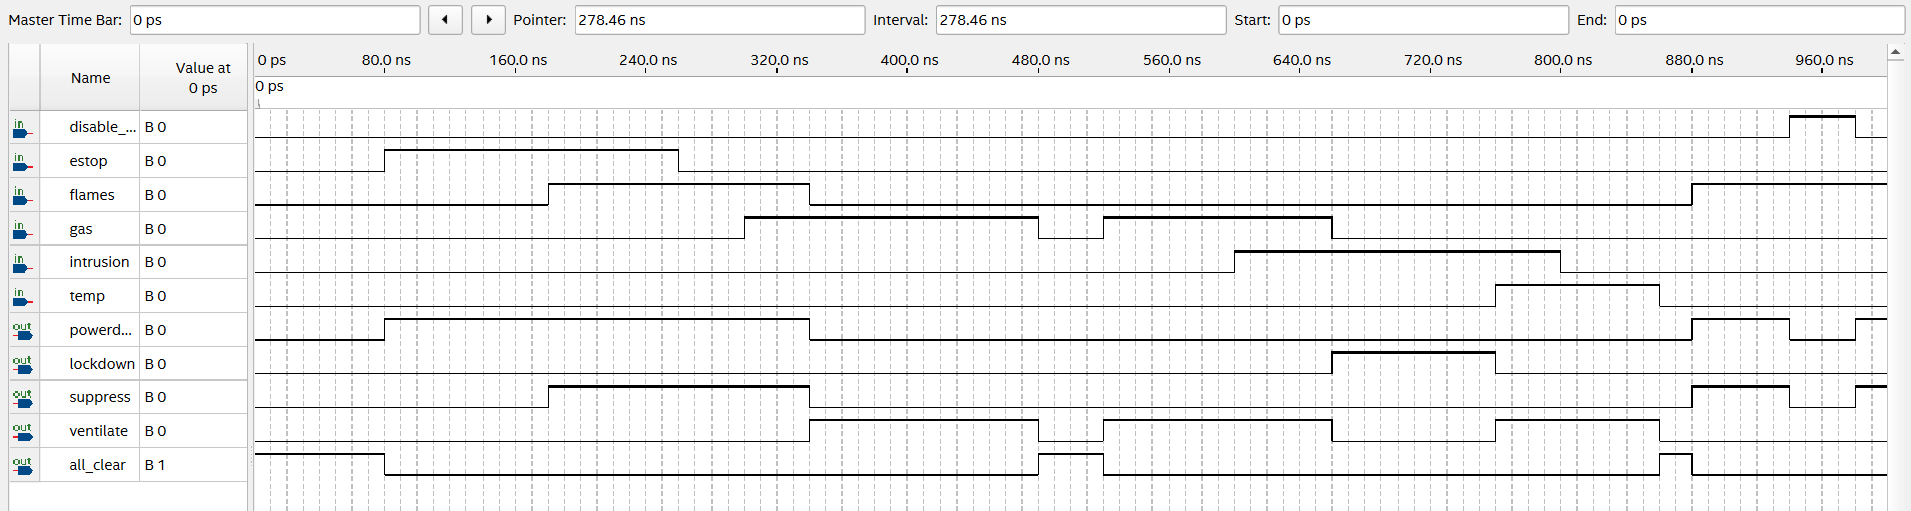 Master Time Bar: 0 ps Pointer: 278.46 ns Interval: 278.46 ns Start: 0 ps End: 0 ps
Name Value at 0 ps 0 ps 80.0 ns 160.0 ns 240.0 ns 320.0 ns 400.0 ns 480.0 ns 560.0 ns 640.0 ns 720.0 ns 800.0 ns 880.0 ns 960.0 ns
0 ps
in disable_... B 0
in estop B 0
in flames B 0
in gas B 0
in intrusion B 0
in temp B 0
out powerd... B 0
out lockdown B 0
out suppress B 0
out ventilate B 0
out all_clear B 1